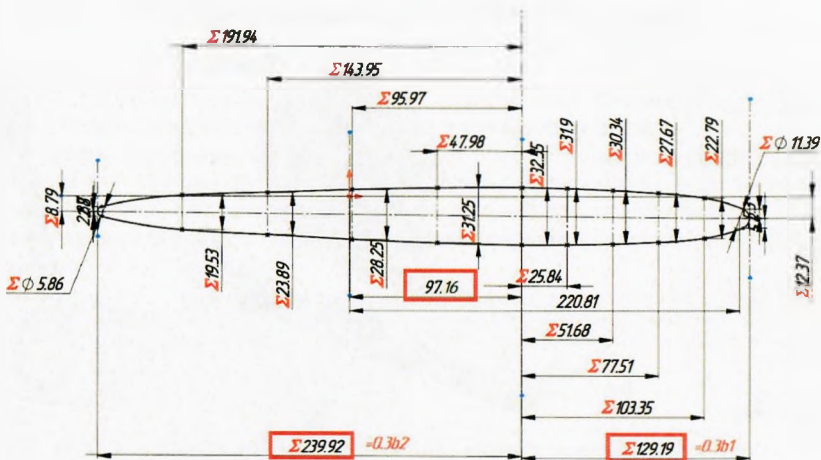 Σ191.94
Σ143.95
Σ95.97
Σ47.98
Σ32.55
Σ31.9
Σ30.34
Σ27.67
Σ22.79
Σ ϕ 11.39
Σ8.79
Σ31.25
Σ19.53
Σ23.89
Σ28.25
Σ12.37
Σ ϕ 5.86
97.16
Σ25.84
220.81
Σ51.68
Σ77.51
Σ103.35
Σ239.92 =0.3b2
Σ129.19 =0.3b1